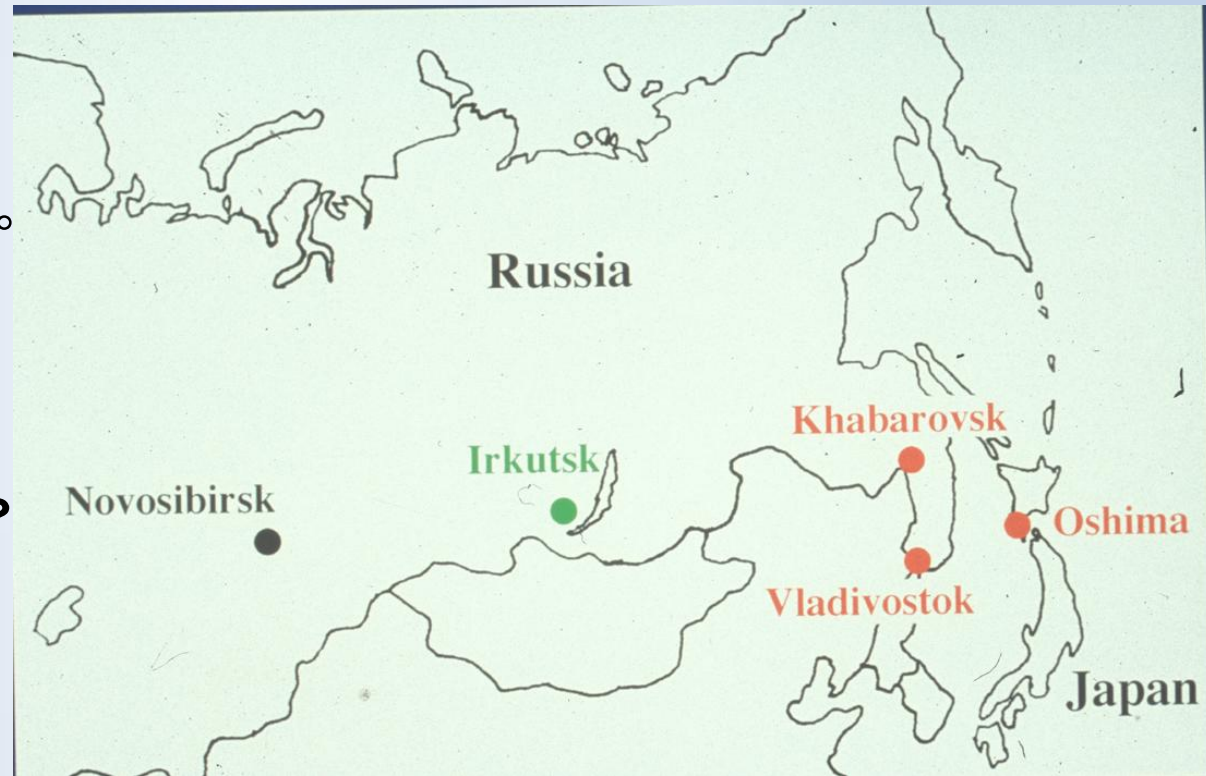 Russia
Khabarovsk
Irkutsk
Novosibirsk
Oshima
Vladivostok
Japan